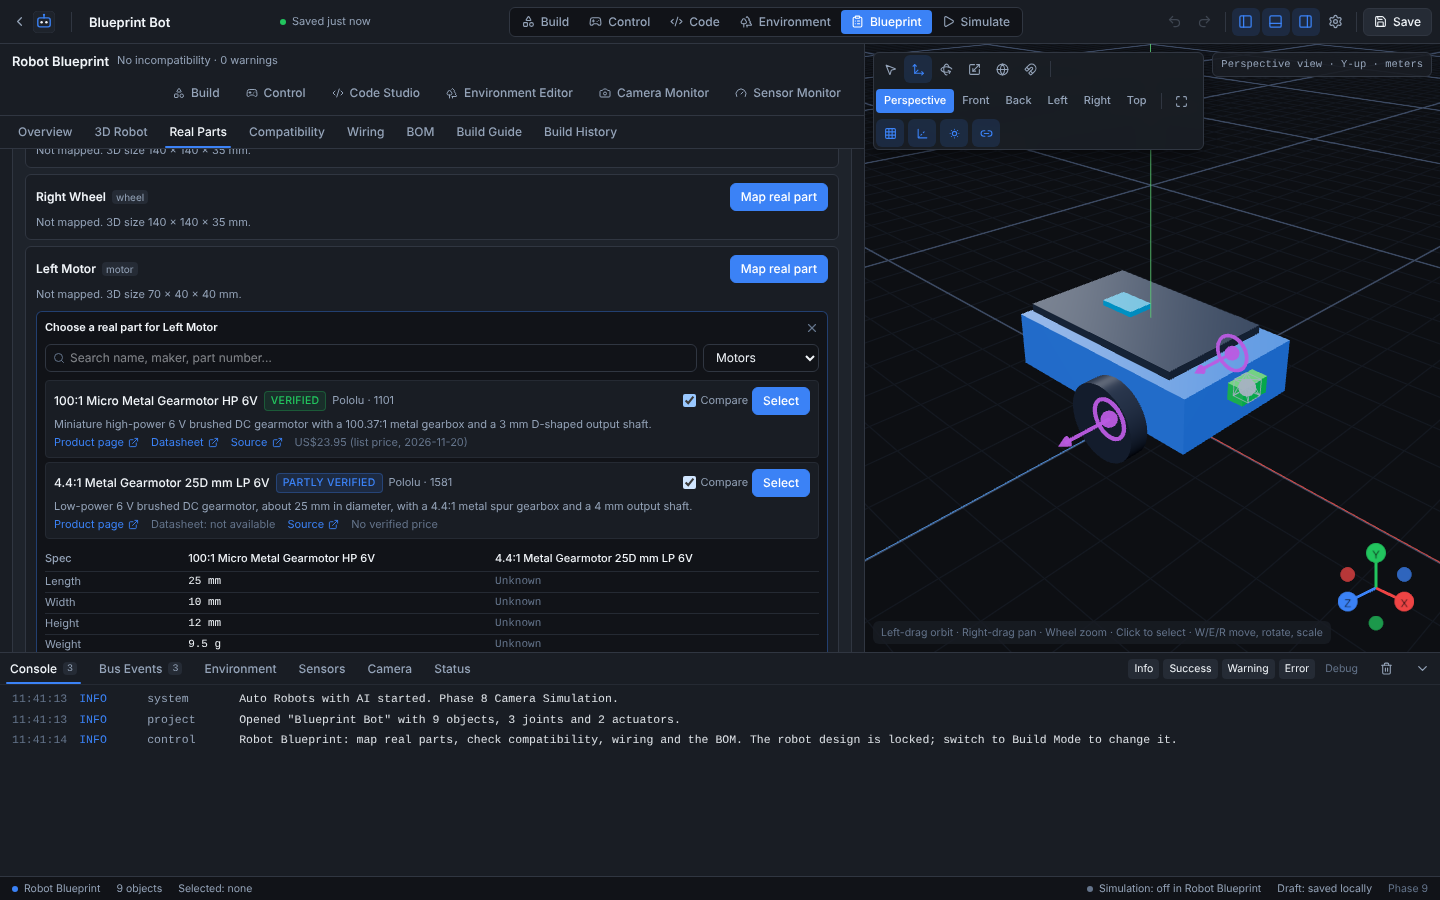 Blueprint Bot
Saved just now
Build Control Code Environment Blueprint Simulate
Save
Robot Blueprint No incompatibility · 0 warnings
Build Control Code Studio Environment Editor Camera Monitor Sensor Monitor
Overview 3D Robot Real Parts Compatibility Wiring BOM Build Guide Build History
Not mapped. 3D size 140 × 140 × 35 mm.
Right Wheel wheel Map real part
Not mapped. 3D size 140 × 140 × 35 mm.
Left Motor motor Map real part
Not mapped. 3D size 70 × 40 × 40 mm.
Choose a real part for Left Motor
Search name, maker, part number... Motors
100:1 Micro Metal Gearmotor HP 6V VERIFIED Pololu · 1101 Compare Select
Miniature high-power 6 V brushed DC gearmotor with a 100.37:1 metal gearbox and a 3 mm D-shaped output shaft.
Product page Datasheet Source US$23.95 (list price, 2026-11-20)
4.4:1 Metal Gearmotor 25D mm LP 6V PARTLY VERIFIED Pololu · 1581 Compare Select
Low-power 6 V brushed DC gearmotor, about 25 mm in diameter, with a 4.4:1 metal spur gearbox and a 4 mm output shaft.
Product page Datasheet: not available Source No verified price
Spec 100:1 Micro Metal Gearmotor HP 6V 4.4:1 Metal Gearmotor 25D mm LP 6V
Length 25 mm Unknown
Width 10 mm Unknown
Height 12 mm Unknown
Weight 9.5 g Unknown
Perspective view · Y-up · meters
Perspective Front Back Left Right Top
Y
Z X
Left-drag orbit · Right-drag pan · Wheel zoom · Click to select · W/E/R move, rotate, scale
Console 3 Bus Events 3 Environment Sensors Camera Status Info Success Warning Error Debug
11:41:13 INFO system Auto Robots with AI started. Phase 8 Camera Simulation.
11:41:13 INFO project Opened "Blueprint Bot" with 9 objects, 3 joints and 2 actuators.
11:41:14 INFO control Robot Blueprint: map real parts, check compatibility, wiring and the BOM. The robot design is locked; switch to Build Mode to change it.
Robot Blueprint 9 objects Selected: none Simulation: off in Robot Blueprint Draft: saved locally Phase 9